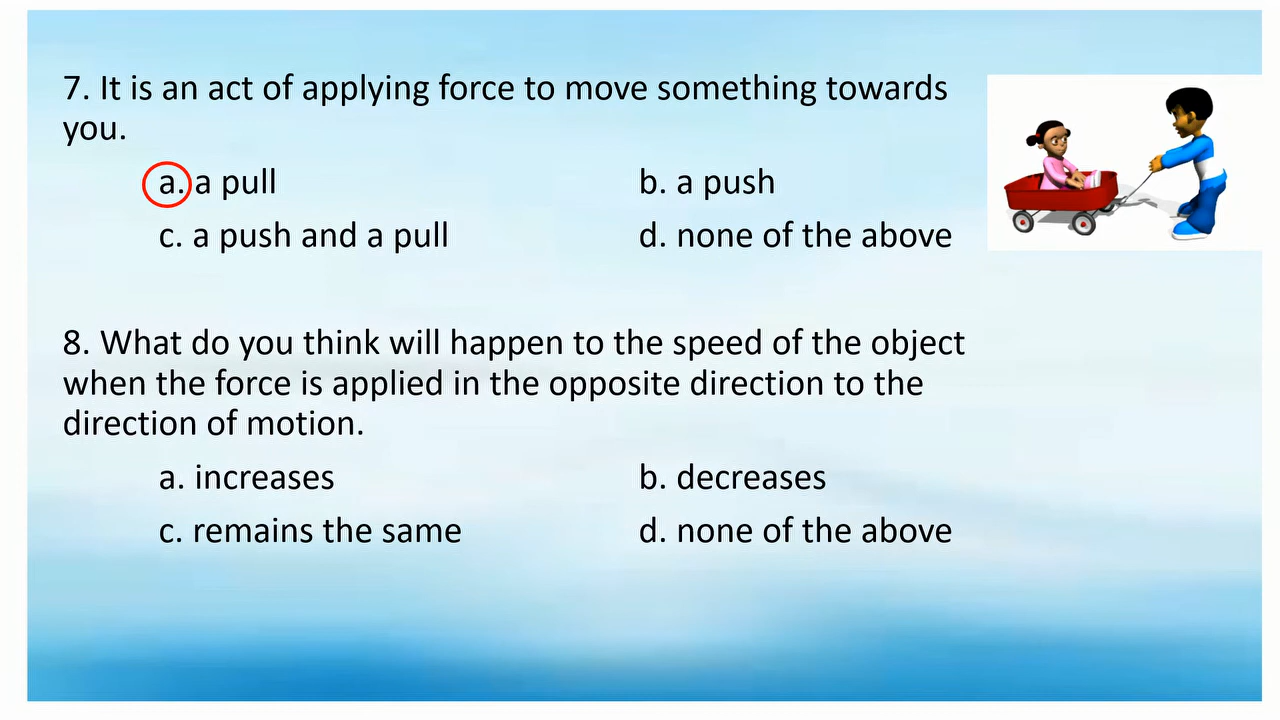 7. It is an act of applying force to move something towards
you.
a. a pull b. a push
c. a push and a pull d. none of the above
8. What do you think will happen to the speed of the object
when the force is applied in the opposite direction to the
direction of motion.
a. increases b. decreases
c. remains the same d. none of the above